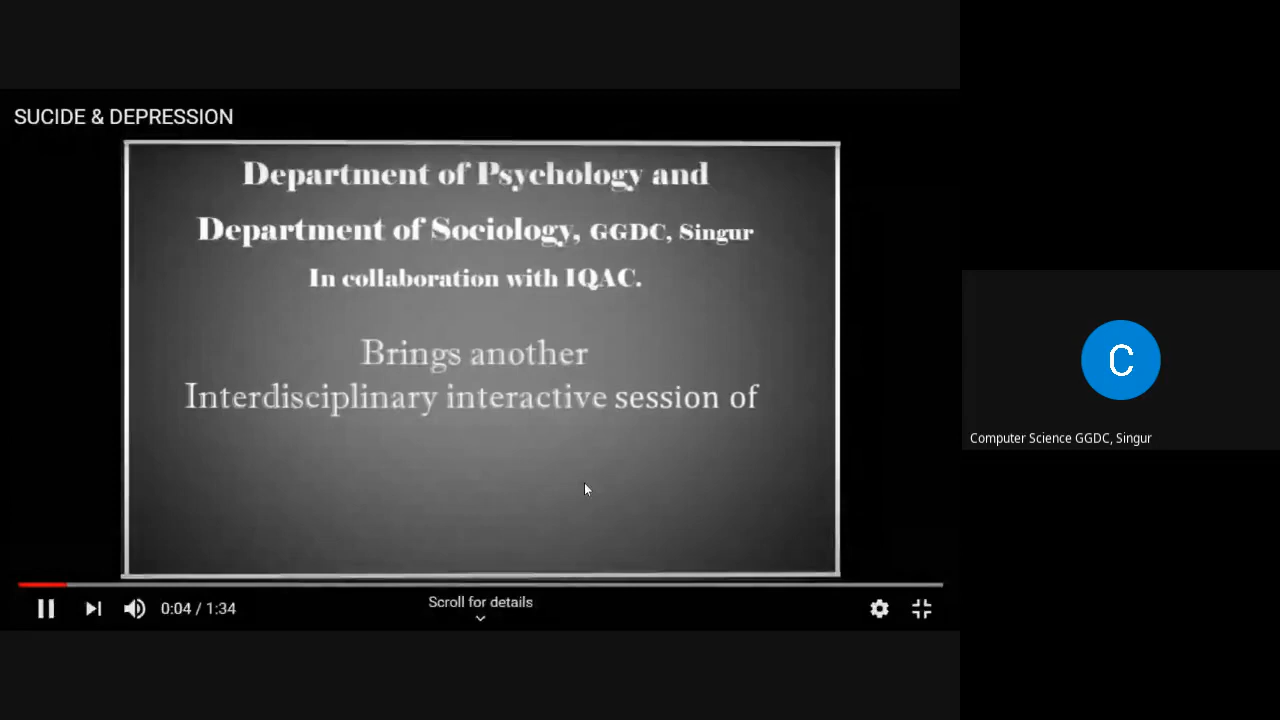 SUCIDE & DEPRESSION
Department of Psychology and
Department of Sociology, GGDC, Singur
In collaboration with IQAC.
Brings another
Interdisciplinary interactive session of
0:04 / 1:34
Scroll for details
C
Computer Science GGDC, Singur